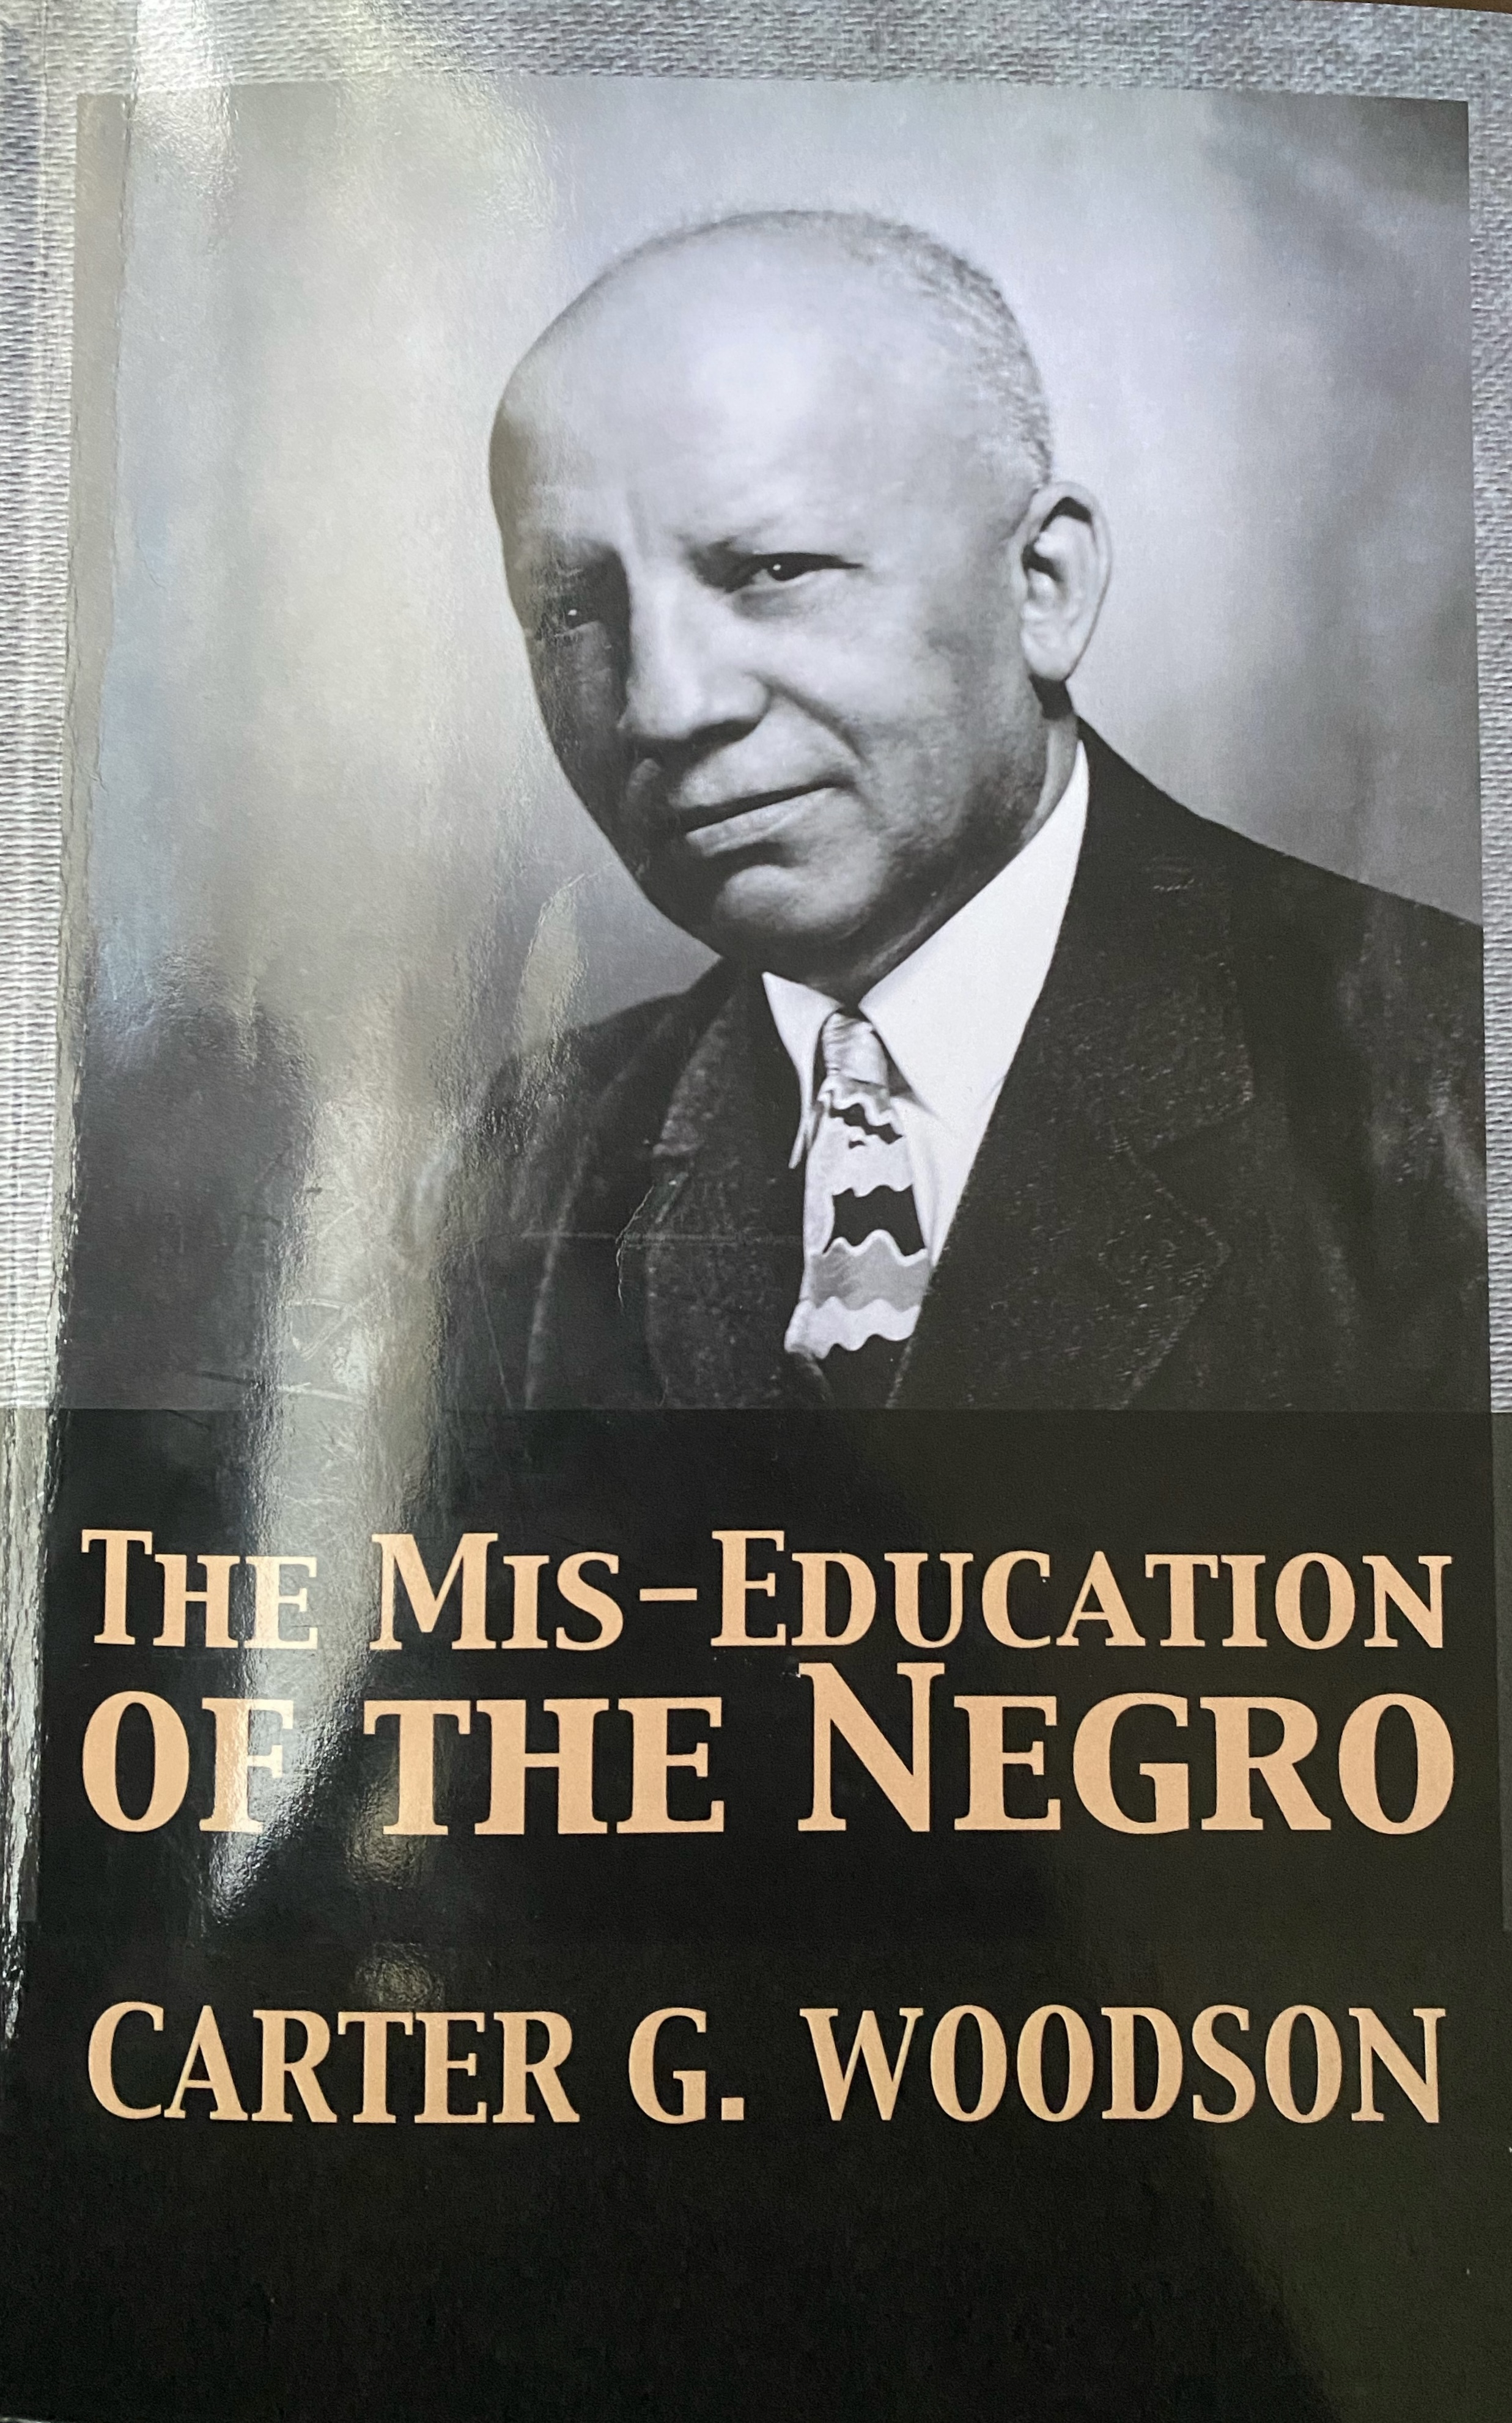 THE MIS-EDUCATION
OF THE NEGRO
CARTER G. WOODSON